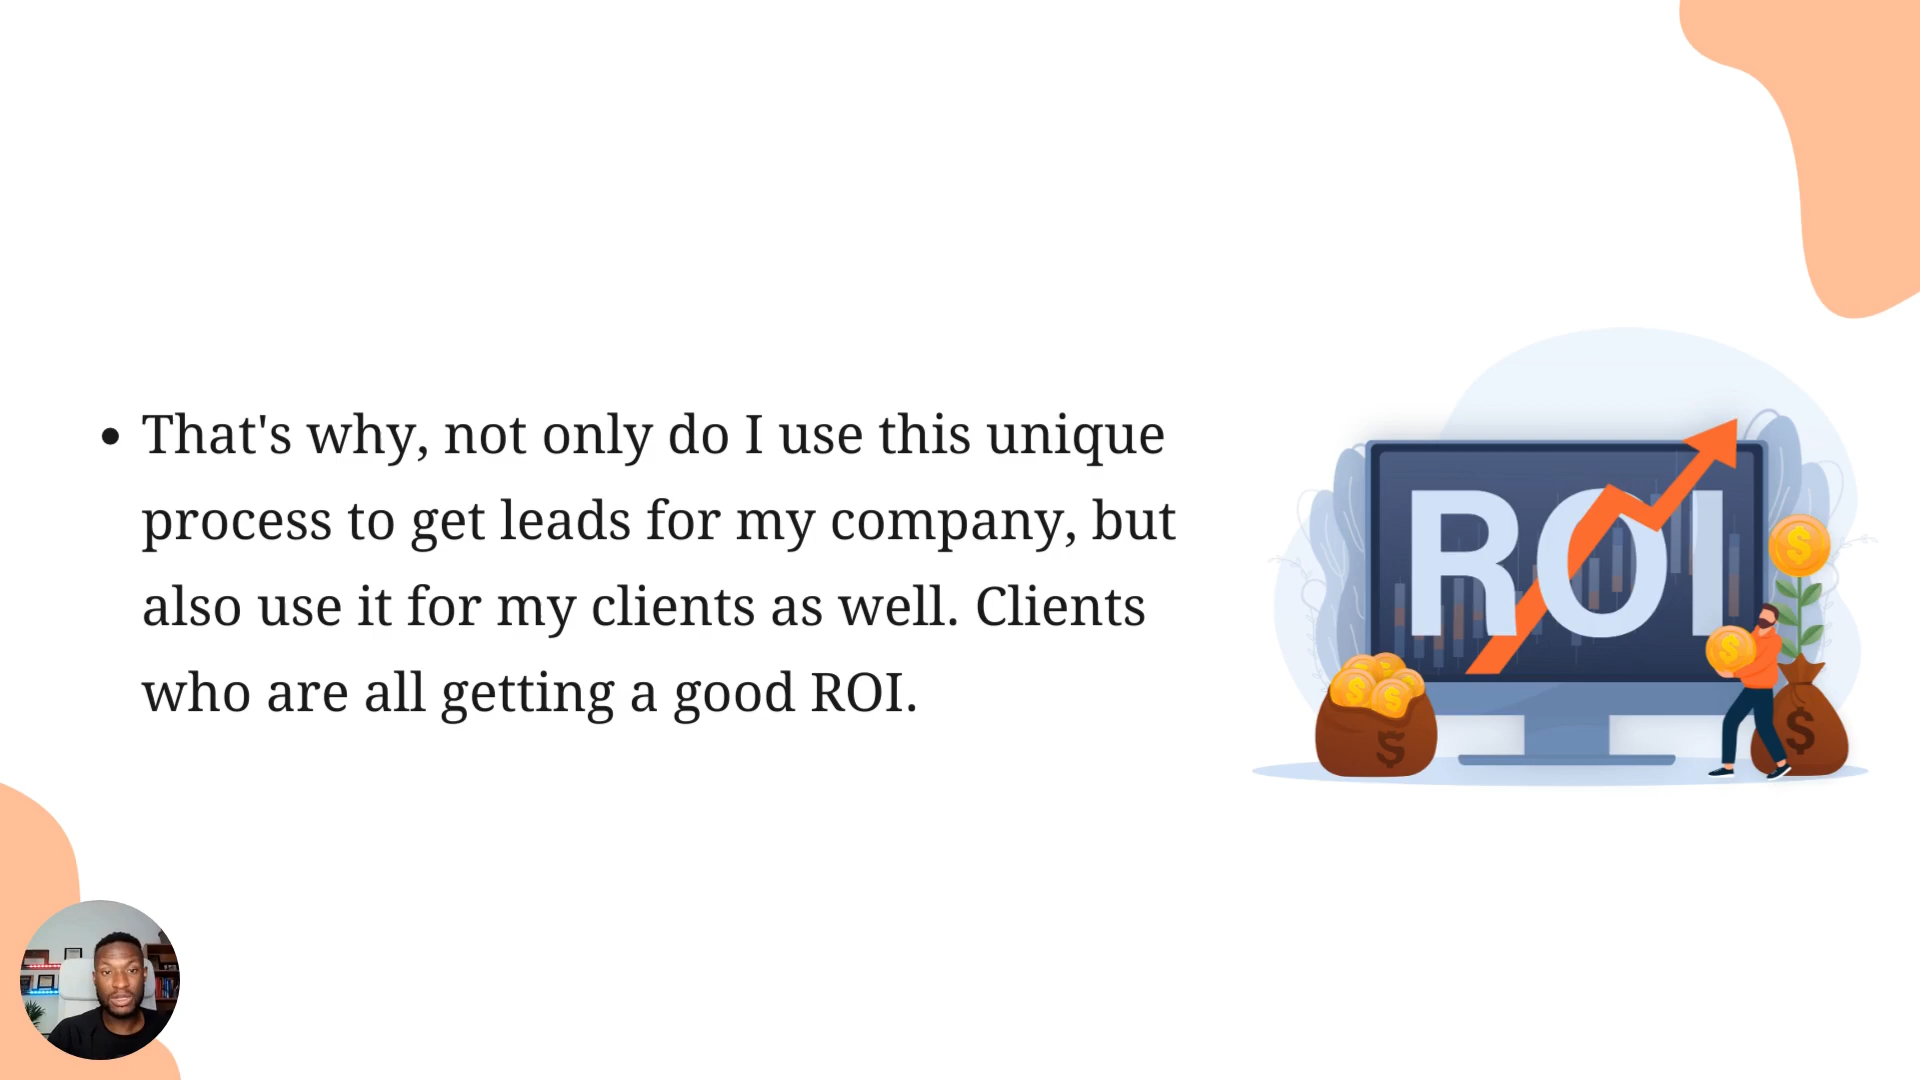 • That's why, not only do I use this unique
process to get leads for my company, but
also use it for my clients as well. Clients
who are all getting a good ROI.
ROI
$
$
$
$
$
$